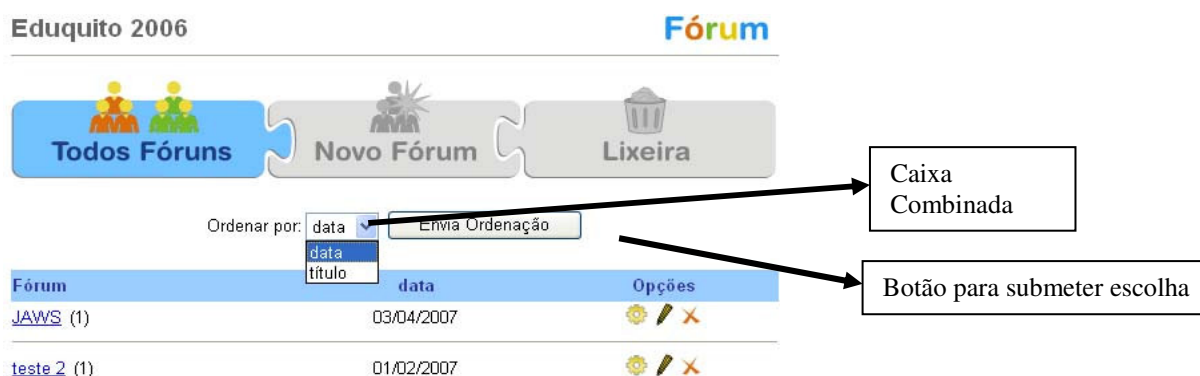 Eduquito 2006
Fórum
Todos Fóruns
Novo Fórum
Lixeira
Caixa
Combinada
Ordenar por: data Envia Ordenação
data
título
Botão para submeter escolha
Fórum data Opções
JAWS (1) 03/04/2007
teste 2 (1) 01/02/2007